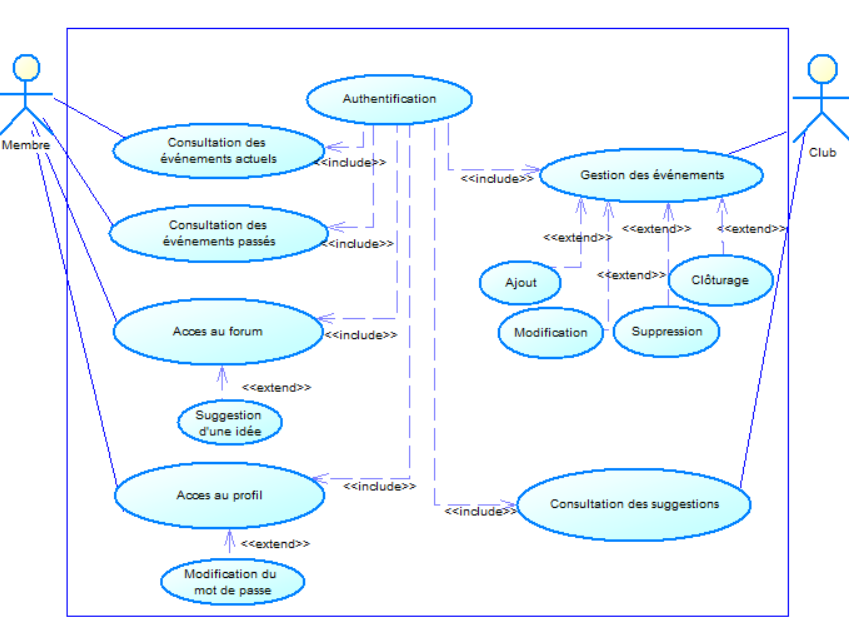 Authentification
Consultation des
événements actuels
<<include>>
Membre
Club
Gestion des événements
<<include>>
Consultation des
événements passés
<<include>>
<<extend>>
<<extend>>
<<extend>>
<<extend>>
Ajout
Clôturage
Modification
Suppression
Acces au forum
<<include>>
<<extend>>
Suggestion
d'une idée
Acces au profil
<<include>>
Consultation des suggestions
<<include>>
<<extend>>
Modification du
mot de passe